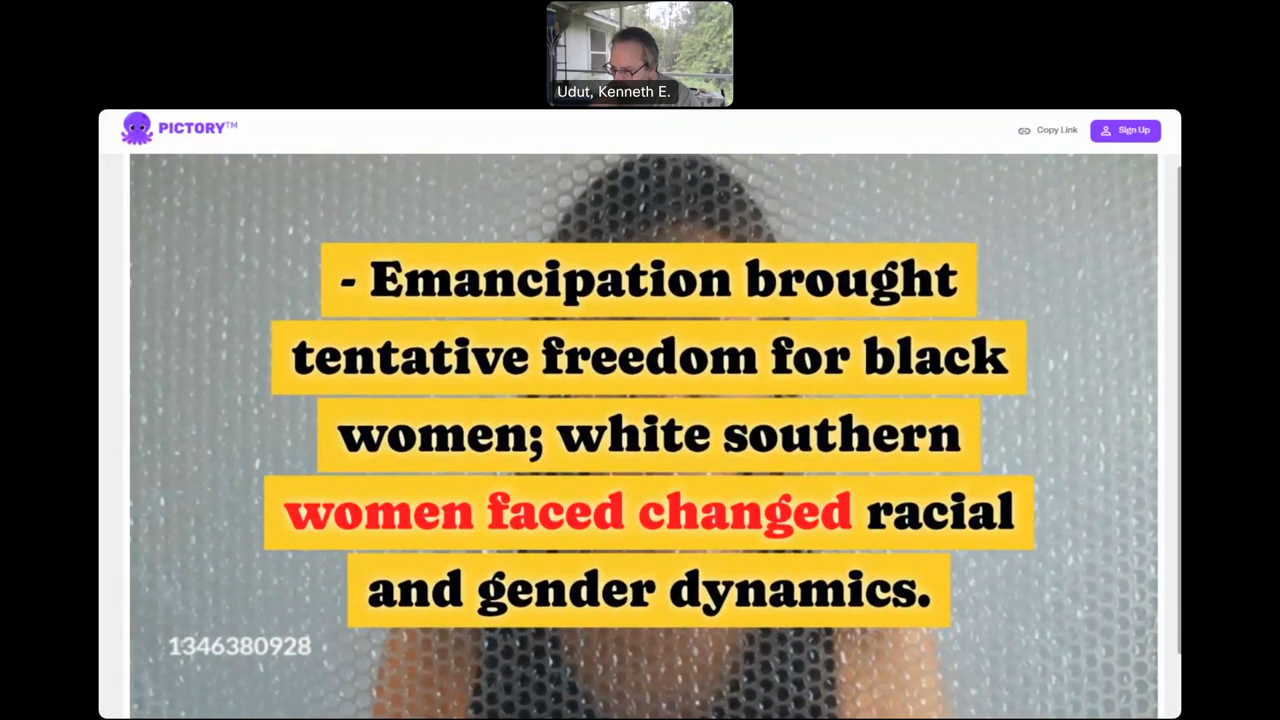 Udut, Kenneth E.
PICTORY™
Copy Link
Sign Up
- Emancipation brought
tentative freedom for black
women; white southern
women faced changed racial
and gender dynamics.
1346380928